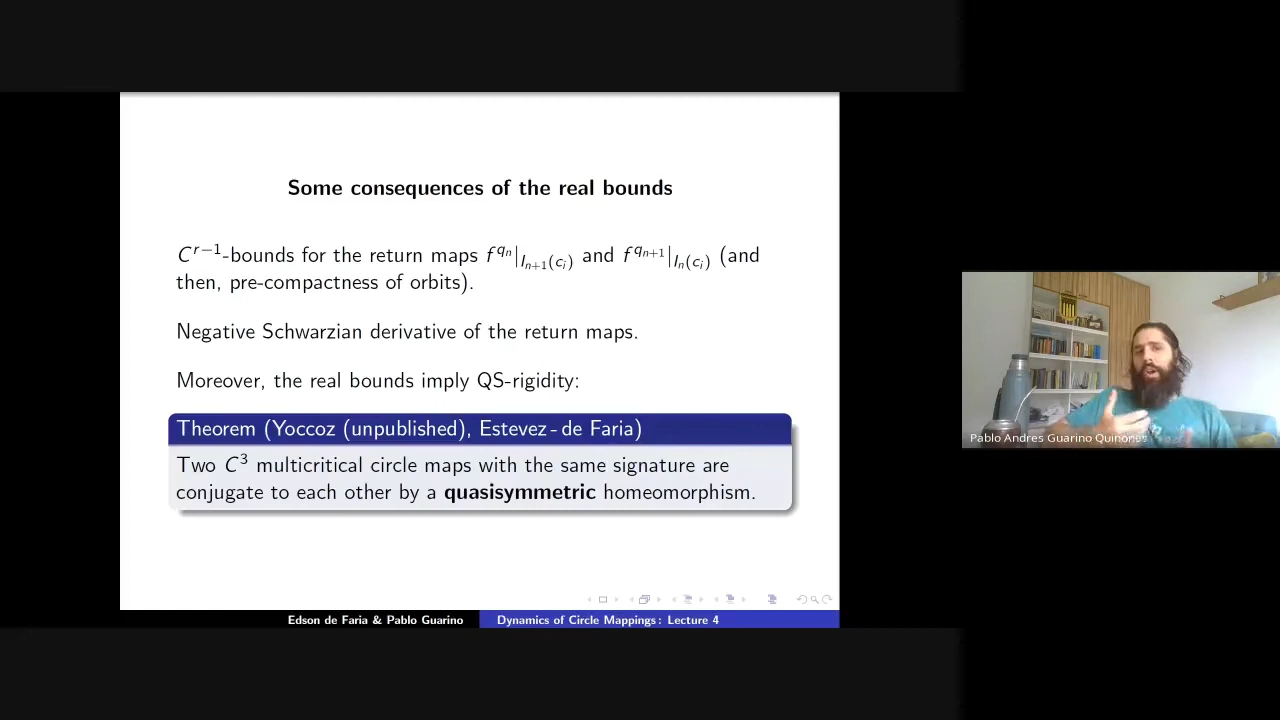 Some consequences of the real bounds
C^{r−1}-bounds for the return maps f^{q_n}|_{I_{n+1}(c_i)} and f^{q_{n+1}}|_{I_n(c_i)} (and
then, pre-compactness of orbits).
Negative Schwarzian derivative of the return maps.
Moreover, the real bounds imply QS-rigidity:
Theorem (Yoccoz (unpublished), Estevez - de Faria)
Two C^3 multicritical circle maps with the same signature are
conjugate to each other by a quasisymmetric homeomorphism.
Edson de Faria & Pablo Guarino
Dynamics of Circle Mappings: Lecture 4
Pablo Andres Guarino Quinones